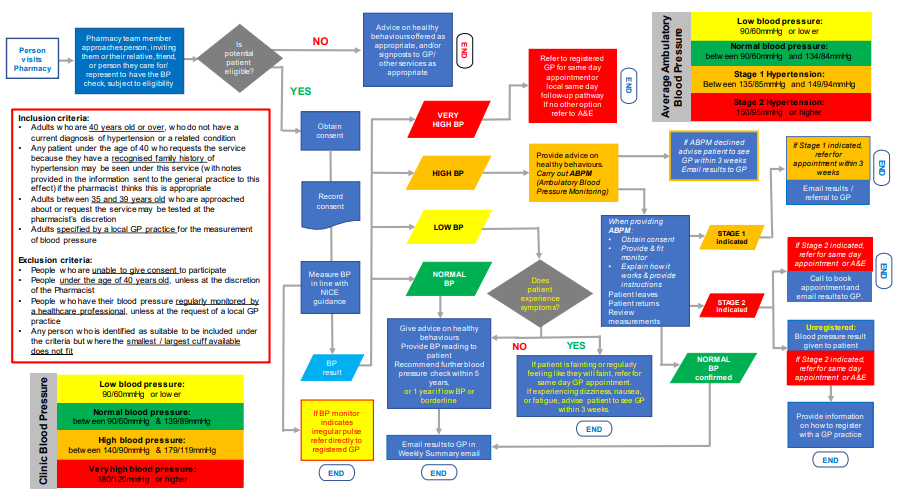 Person
visits
Pharmacy
Pharmacy team member
approaches person, inviting
them or their relative, friend,
or person they care for/
represent to have the BP
check, subject to eligibility
Is
potential
patient
eligible?
NO
YES
Advice on healthy
behaviours offered as
appropriate, and/or
signposts to GP/
other services as
appropriate
END
Average Ambulatory
Blood Pressure
Low blood pressure:
90/60mmHg or lower
Normal blood pressure:
between 90/60mmHg and 134/84mmHg
Stage 1 Hypertension:
Between 135/85mmHg and 149/94mmHg
Stage 2 Hypertension:
150/95mmHg or higher
Inclusion criteria:
• Adults who are 40 years old or over, who do not have a
current diagnosis of hypertension or a related condition
• Any patient under the age of 40 who requests the service
because they have a recognised family history of
hypertension may be seen under this service (with notes
provided in the information sent to the general practice to this
effect) if the pharmacist thinks this is appropriate
• Adults between 35 and 39 years old who are approached
about or request the service may be tested at the
pharmacist's discretion
• Adults specified by a local GP practice for the measurement
of blood pressure
Exclusion criteria:
• People who are unable to give consent to participate
• People under the age of 40 years old, unless at the discretion
of the Pharmacist
• People who have their blood pressure regularly monitored by
a healthcare professional, unless at the request of a local GP
practice
• Any person who is identified as suitable to be included under
the criteria but where the smallest / largest cuff available
does not fit
Obtain
consent
Record
consent
Measure BP
in line with
NICE
guidance
BP
result
If BP monitor
indicates
irregular pulse
refer directly to
registered GP
END
VERY
HIGH BP
Refer to registered
GP for same day
appointment or
local same day
follow-up pathway
If no other option
refer to A&E
END
HIGH BP
Provide advice on
healthy behaviours.
Carry out ABPM
(Ambulatory Blood
Pressure Monitoring)
If ABPM declined
advise patient to see
GP within 3 weeks
Email results to GP
LOW BP
NORMAL
BP
Does
patient
experience
symptoms?
NO
YES
Give advice on healthy
behaviours
Provide BP reading to
patient
Recommend further blood
pressure check within 5
years,
or 1 year if low BP or
borderline
If patient is fainting or regularly
feeling like they will faint, refer for
same day GP appointment.
If experiencing dizziness, nausea,
or fatigue, advise patient to see GP
within 3 weeks.
END
Email results to GP in
Weekly Summary email
END
When providing
ABPM:
• Obtain consent
• Provide & fit
monitor
• Explain how it
works & provide
instructions
Patient leaves
Patient returns
Review
measurements
STAGE 1
indicated
If Stage 1 indicated,
refer for
appointment within 3
weeks
Email results /
referral to GP
END
STAGE 2
indicated
If Stage 2 indicated,
refer for same day
appointment or A&E
Call to book
appointment and
email results to GP.
END
Unregistered:
Blood pressure result
given to patient
If Stage 2 indicated,
refer for same day
appointment or A&E
Provide information
on how to register
with a GP practice
END
NORMAL
BP
confirmed
Clinic Blood Pressure
Low blood pressure:
90/60mmHg or lower
Normal blood pressure:
between 90/60mmHg & 139/89mmHg
High blood pressure:
between 140/90mmHg & 179/119mmHg
Very high blood pressure:
180/120mmHg or higher